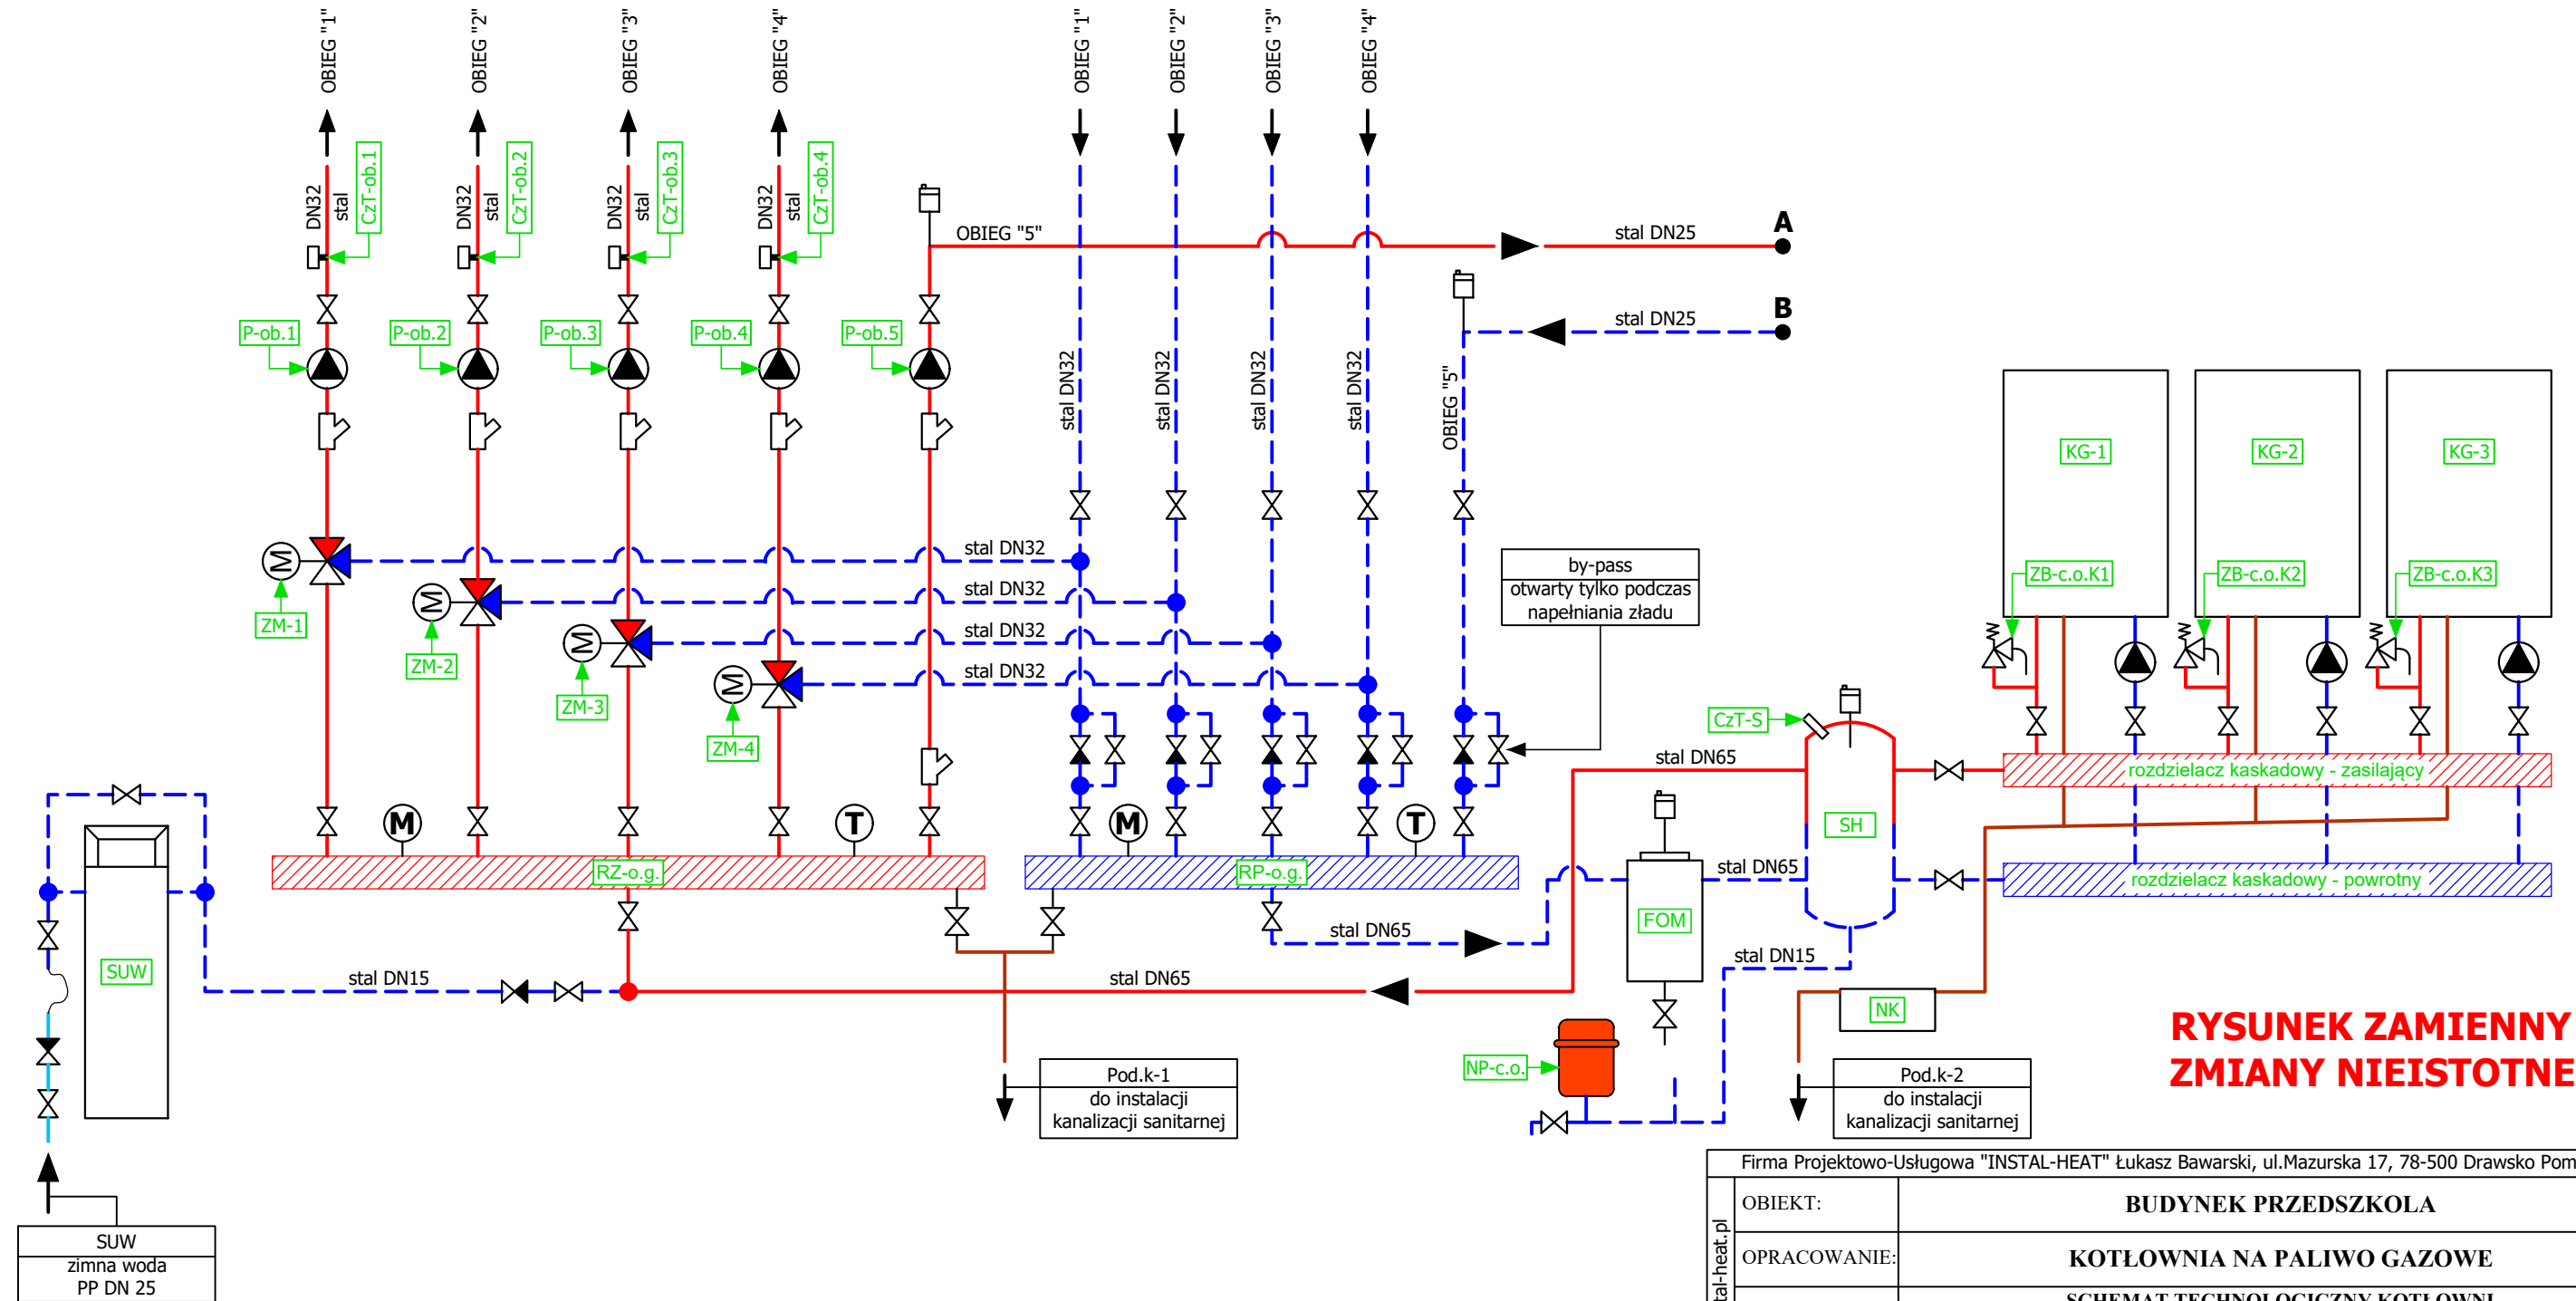 OBIEG "1"
OBIEG "2"
OBIEG "3"
OBIEG "4"
OBIEG "1"
OBIEG "2"
OBIEG "3"
OBIEG "4"
DN32
stal
CzT-ob.1
DN32
stal
CzT-ob.2
DN32
stal
CzT-ob.3
DN32
stal
CzT-ob.4
OBIEG "5"
stal DN25
A
stal DN25
B
P-ob.1
P-ob.2
P-ob.3
P-ob.4
P-ob.5
stal DN32
stal DN32
stal DN32
stal DN32
OBIEG "5"
KG-1
KG-2
KG-3
M
ZM-1
M
ZM-2
M
ZM-3
M
ZM-4
stal DN32
stal DN32
stal DN32
stal DN32
by-pass
otwarty tylko podczas
napełniania zładu
ZB-c.o.K1
ZB-c.o.K2
ZB-c.o.K3
CzT-S
stal DN65
rozdzielacz kaskadowy - zasilający
M
T
M
T
SH
RZ-o.g.
RP-o.g.
stal DN65
rozdzielacz kaskadowy - powrotny
FOM
stal DN65
SUW
stal DN15
stal DN65
stal DN15
NK
NP-c.o.
Pod.k-1
do instalacji
kanalizacji sanitarnej
Pod.k-2
do instalacji
kanalizacji sanitarnej
RYSUNEK ZAMIENNY
ZMIANY NIEISTOTNE
SUW
zimna woda
PP DN 25
Firma Projektowo-Usługowa "INSTAL-HEAT" Łukasz Bawarski, ul.Mazurska 17, 78-500 Drawsko Pom
tal-heat.pl
OBIEKT:
BUDYNEK PRZEDSZKOLA
OPRACOWANIE:
KOTŁOWNIA NA PALIWO GAZOWE
SCHEMAT TECHNOLOGICZNY KOTŁOWNI